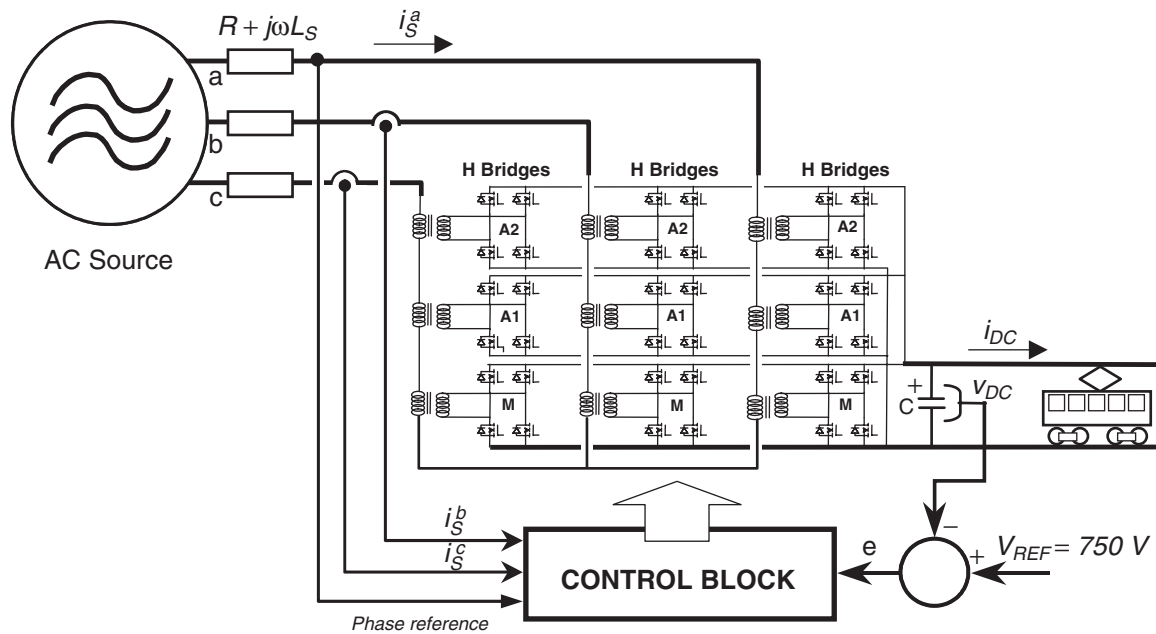 R + jωL_S
i_S^a
a
b
c
AC Source
H Bridges H Bridges H Bridges
A2 A2 A2
A1 A1 A1
M M M
i_DC
+
C
v_DC
−
i_S^b
i_S^c
CONTROL BLOCK
e
+
V_REF = 750 V
Phase reference